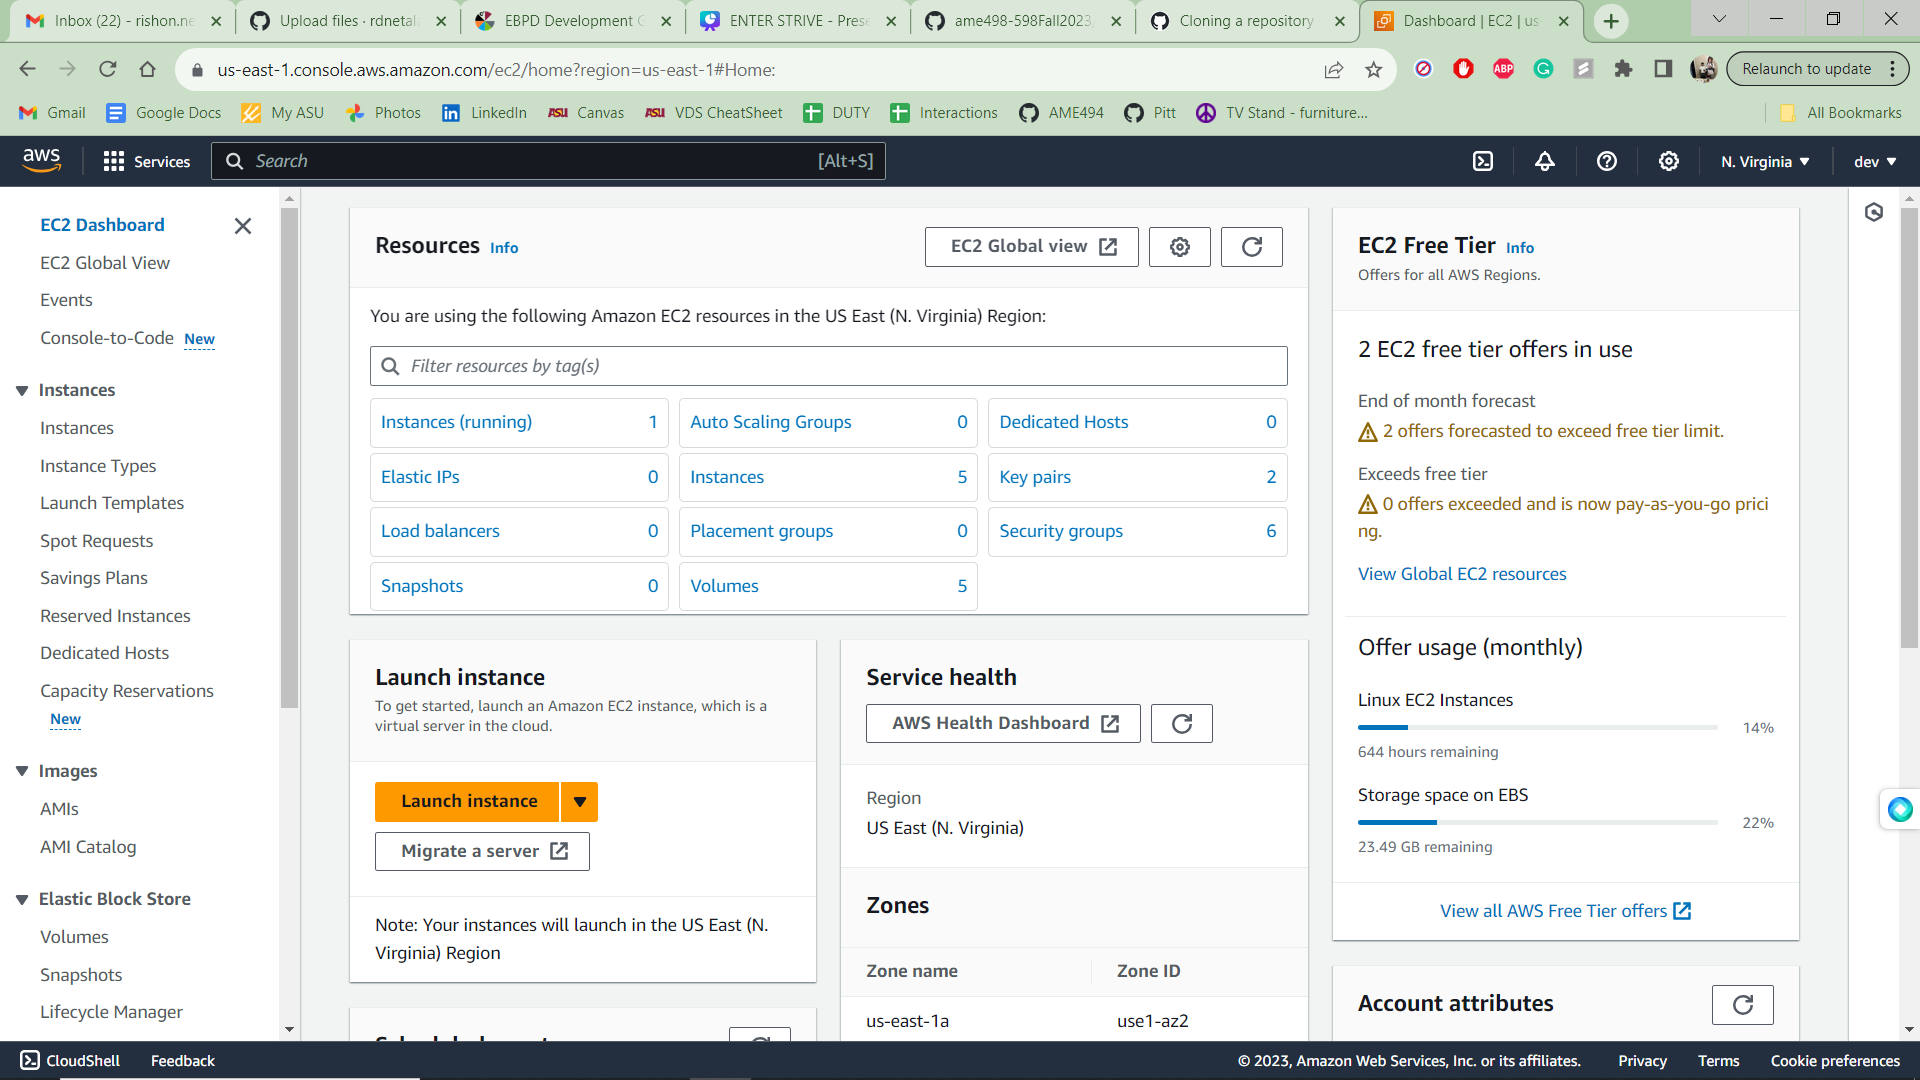 Inbox (22) - rishon.ne
Upload files · rdnetala
EBPD Development G
ENTER STRIVE - Prese
ame498-598Fall2023/
Cloning a repository
Dashboard | EC2 | us-
us-east-1.console.aws.amazon.com/ec2/home?region=us-east-1#Home:
ABP
Relaunch to update
Gmail
Google Docs
My ASU
Photos
LinkedIn
ASU Canvas
ASU VDS CheatSheet
DUTY
Interactions
AME494
Pitt
TV Stand - furniture...
All Bookmarks
aws
Services
Search
[Alt+S]
N. Virginia
dev
EC2 Dashboard
EC2 Global View
Events
Console-to-Code New
Instances
Instances
Instance Types
Launch Templates
Spot Requests
Savings Plans
Reserved Instances
Dedicated Hosts
Capacity Reservations
New
Images
AMIs
AMI Catalog
Elastic Block Store
Volumes
Snapshots
Lifecycle Manager
Resources Info
EC2 Global view
You are using the following Amazon EC2 resources in the US East (N. Virginia) Region:
Filter resources by tag(s)
Instances (running) 1
Auto Scaling Groups 0
Dedicated Hosts 0
Elastic IPs 0
Instances 5
Key pairs 2
Load balancers 0
Placement groups 0
Security groups 6
Snapshots 0
Volumes 5
Launch instance
To get started, launch an Amazon EC2 instance, which is a
virtual server in the cloud.
Launch instance
Migrate a server
Note: Your instances will launch in the US East (N.
Virginia) Region
Service health
AWS Health Dashboard
Region
US East (N. Virginia)
Zones
Zone name Zone ID
us-east-1a use1-az2
EC2 Free Tier Info
Offers for all AWS Regions.
2 EC2 free tier offers in use
End of month forecast
2 offers forecasted to exceed free tier limit.
Exceeds free tier
0 offers exceeded and is now pay-as-you-go prici
ng.
View Global EC2 resources
Offer usage (monthly)
Linux EC2 Instances
14%
644 hours remaining
Storage space on EBS
22%
23.49 GB remaining
View all AWS Free Tier offers
Account attributes
CloudShell
Feedback
© 2023, Amazon Web Services, Inc. or its affiliates.
Privacy
Terms
Cookie preferences